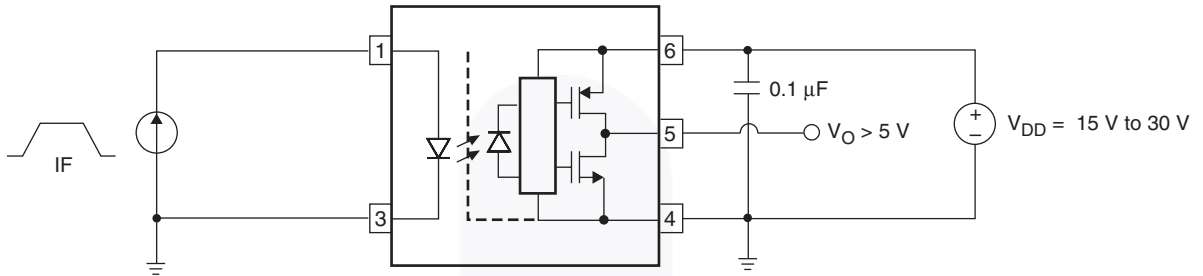 1
6
0.1 μF
+
–
V_DD = 15 V to 30 V
5
V_O > 5 V
IF
3
4